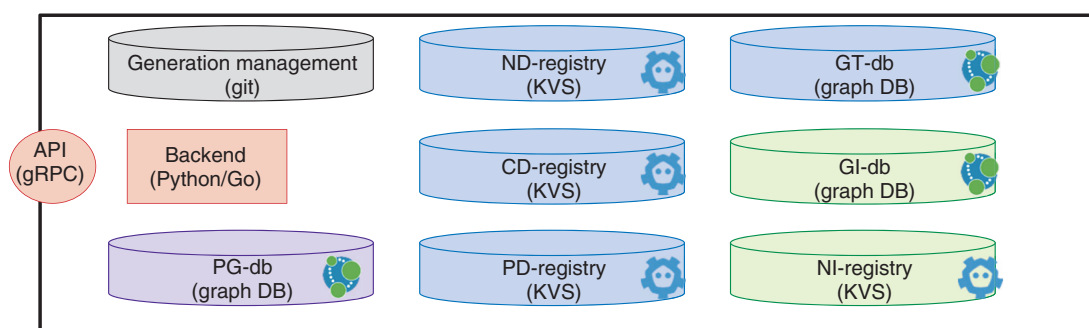 Generation management
(git)
ND-registry
(KVS)
GT-db
(graph DB)
API
(gRPC)
Backend
(Python/Go)
CD-registry
(KVS)
GI-db
(graph DB)
PG-db
(graph DB)
PD-registry
(KVS)
NI-registry
(KVS)